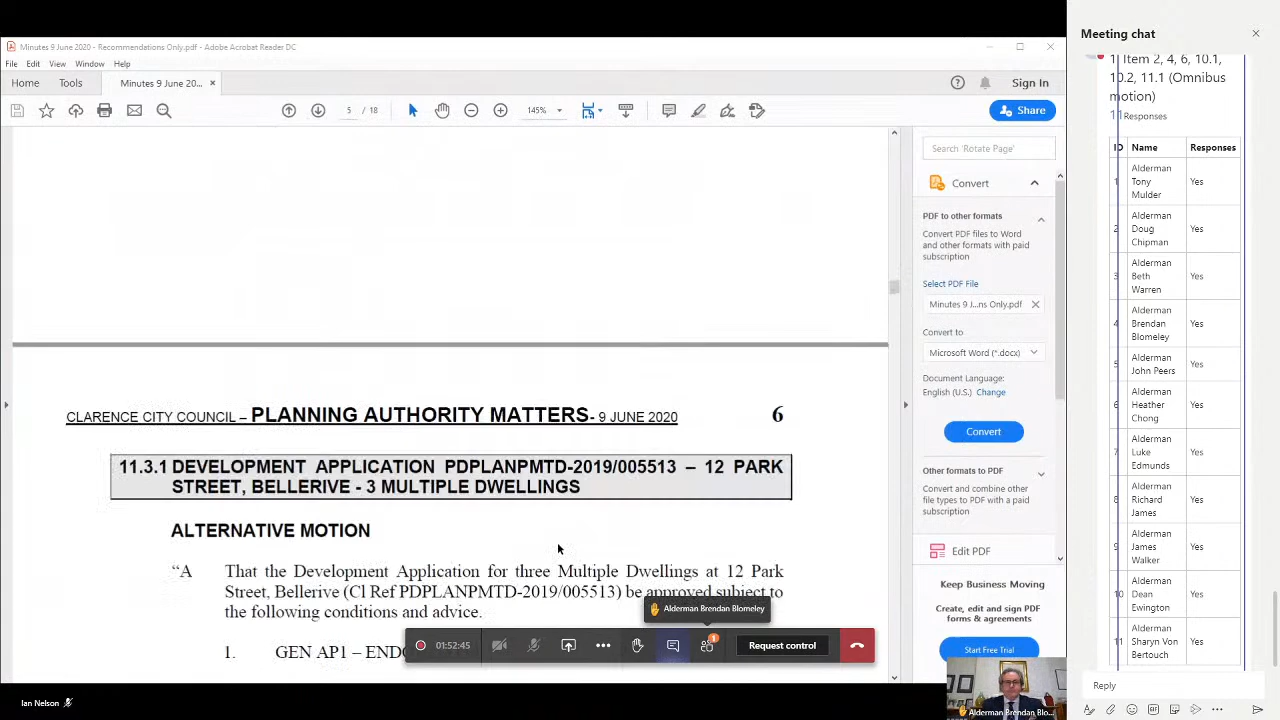 Minutes 9 June 2020 - Recommendations Only.pdf - Adobe Acrobat Reader DC
File Edit View Window Help
Home Tools Minutes 9 June 20... × Sign In
5 / 18 145% Share
CLARENCE CITY COUNCIL – PLANNING AUTHORITY MATTERS- 9 JUNE 2020 6
11.3.1 DEVELOPMENT APPLICATION PDPLANPMTD-2019/005513 – 12 PARK
STREET, BELLERIVE - 3 MULTIPLE DWELLINGS
ALTERNATIVE MOTION
“A That the Development Application for three Multiple Dwellings at 12 Park
Street, Bellerive (Cl Ref PDPLANPMTD-2019/005513) be approved subject to
the following conditions and advice.
1. GEN AP1 – ENDO
Alderman Brendan Blomeley
01:52:45 1 Request control
Ian Nelson
Search 'Rotate Page'
Convert
PDF to other formats
Convert PDF files to Word
and other formats with paid
subscription
Select PDF File
Minutes 9 J...ns Only.pdf
Convert to
Microsoft Word (*.docx)
Document Language:
English (U.S.) Change
Convert
Other formats to PDF
Convert and combine other
file types to PDF with a paid
subscription
Edit PDF
Keep Business Moving
Create, edit and sign PDF
forms & agreements
Start Free Trial
Alderman Brendan Blo...
Meeting chat
Item 2, 4, 6, 10.1,
10.2, 11.1 (Omnibus
motion)
11 Responses
ID Name Responses
1 Alderman
Tony
Mulder
Yes
2 Alderman
Doug
Chipman
Yes
3 Alderman
Beth
Warren
Yes
4 Alderman
Brendan
Blomeley
Yes
5 Alderman
John Peers
Yes
6 Alderman
Heather
Chong
Yes
7 Alderman
Luke
Edmunds
Yes
8 Alderman
Richard
James
Yes
9 Alderman
James
Walker
Yes
10 Alderman
Dean
Ewington
Yes
11 Alderman
Sharyn Von
Bertouch
Yes
Reply